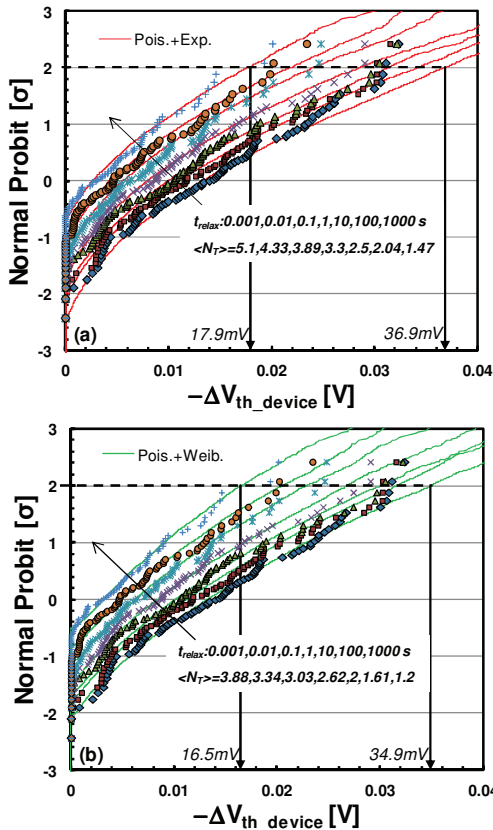 (a)
Pois.+Exp.
Normal Probit [σ]
3
2
1
0
-1
-2
-3
t_relax:0.001,0.01,0.1,1,10,100,1000 s
<N_T>=5.1,4.33,3.89,3.3,2.5,2.04,1.47
17.9mV
36.9mV
0
0.01
0.02
0.03
0.04
−ΔV_th_device [V]
(b)
Pois.+Weib.
Normal Probit [σ]
3
2
1
0
-1
-2
-3
t_relax:0.001,0.01,0.1,1,10,100,1000 s
<N_T>=3.88,3.34,3.03,2.62,2,1.61,1.2
16.5mV
34.9mV
0
0.01
0.02
0.03
0.04
−ΔV_th_device [V]